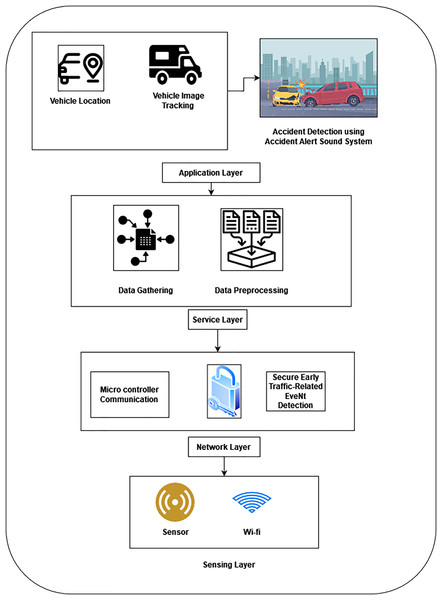 Vehicle Location
Vehicle Image
Tracking
Accident Detection using
Accident Alert Sound System
Application Layer
Data Gathering
Data Preprocessing
Service Layer
Micro controller
Communication
Secure Early
Traffic-Related
EveNt
Detection
Network Layer
Sensor
Wi-fi
Sensing Layer